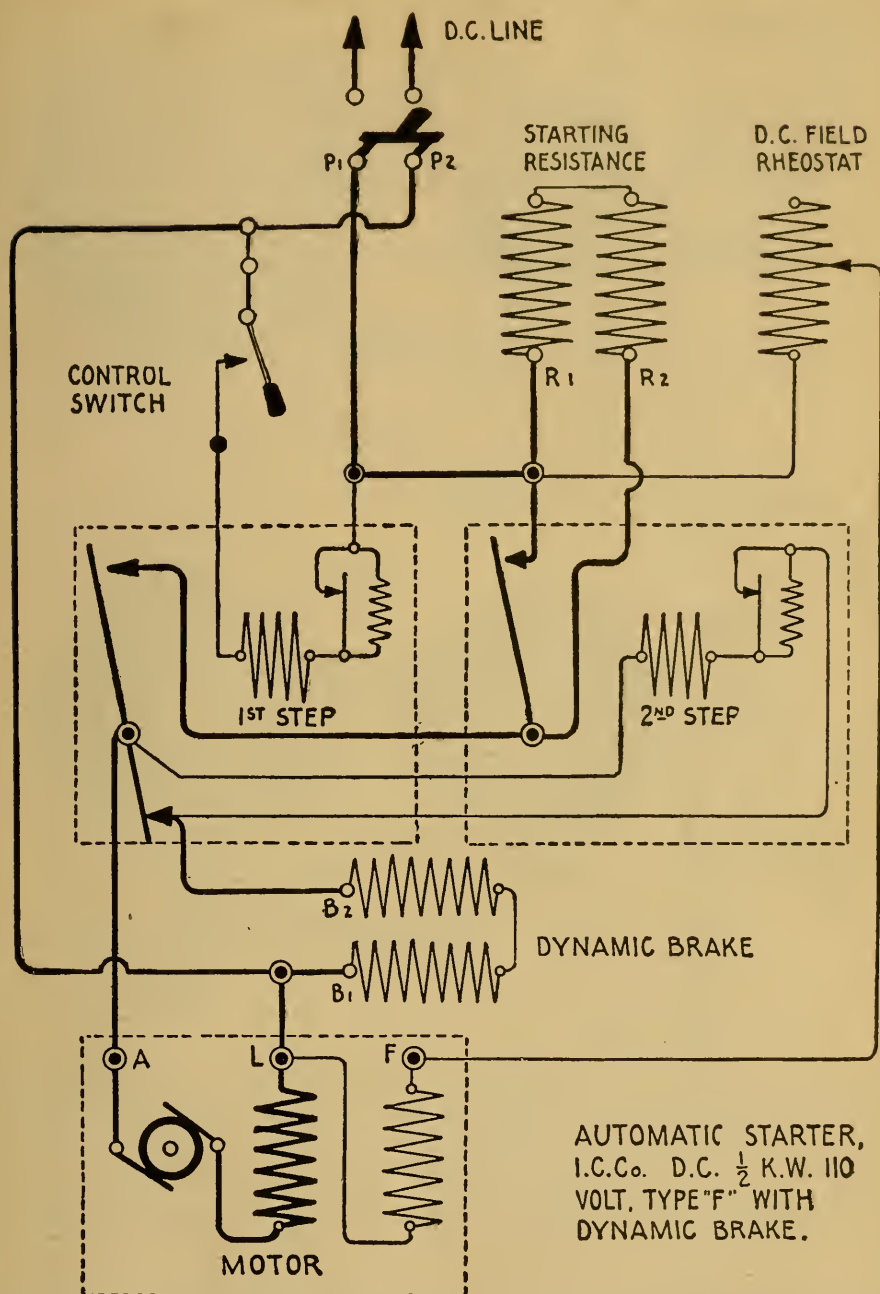 D.C. LINE
P1
P2
STARTING
RESISTANCE
D.C. FIELD
RHEOSTAT
R1
R2
CONTROL
SWITCH
1ST STEP
2ND STEP
B2
DYNAMIC BRAKE
B1
A
L
F
MOTOR
AUTOMATIC STARTER,
I.C.Co. D.C. ½ K.W. 110
VOLT, TYPE "F" WITH
DYNAMIC BRAKE.